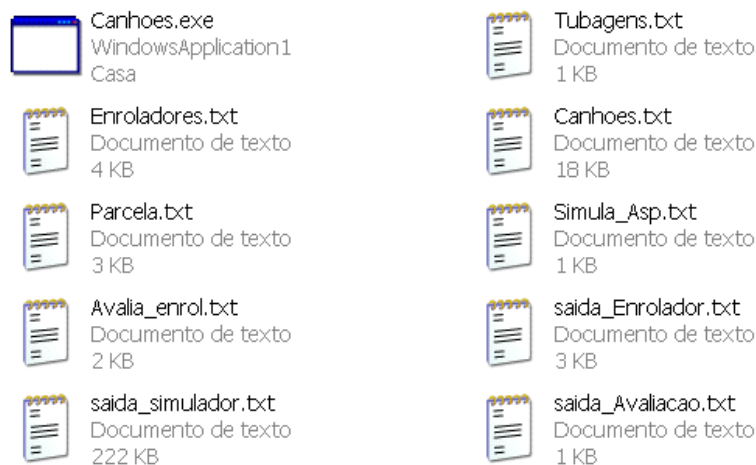 Canhoes.exe
WindowsApplication1
Casa
Tubagens.txt
Documento de texto
1 KB
Enroladores.txt
Documento de texto
4 KB
Canhoes.txt
Documento de texto
18 KB
Parcela.txt
Documento de texto
3 KB
Simula_Asp.txt
Documento de texto
1 KB
Avalia_enrol.txt
Documento de texto
2 KB
saida_Enrolador.txt
Documento de texto
3 KB
saida_simulador.txt
Documento de texto
222 KB
saida_Avaliacao.txt
Documento de texto
1 KB